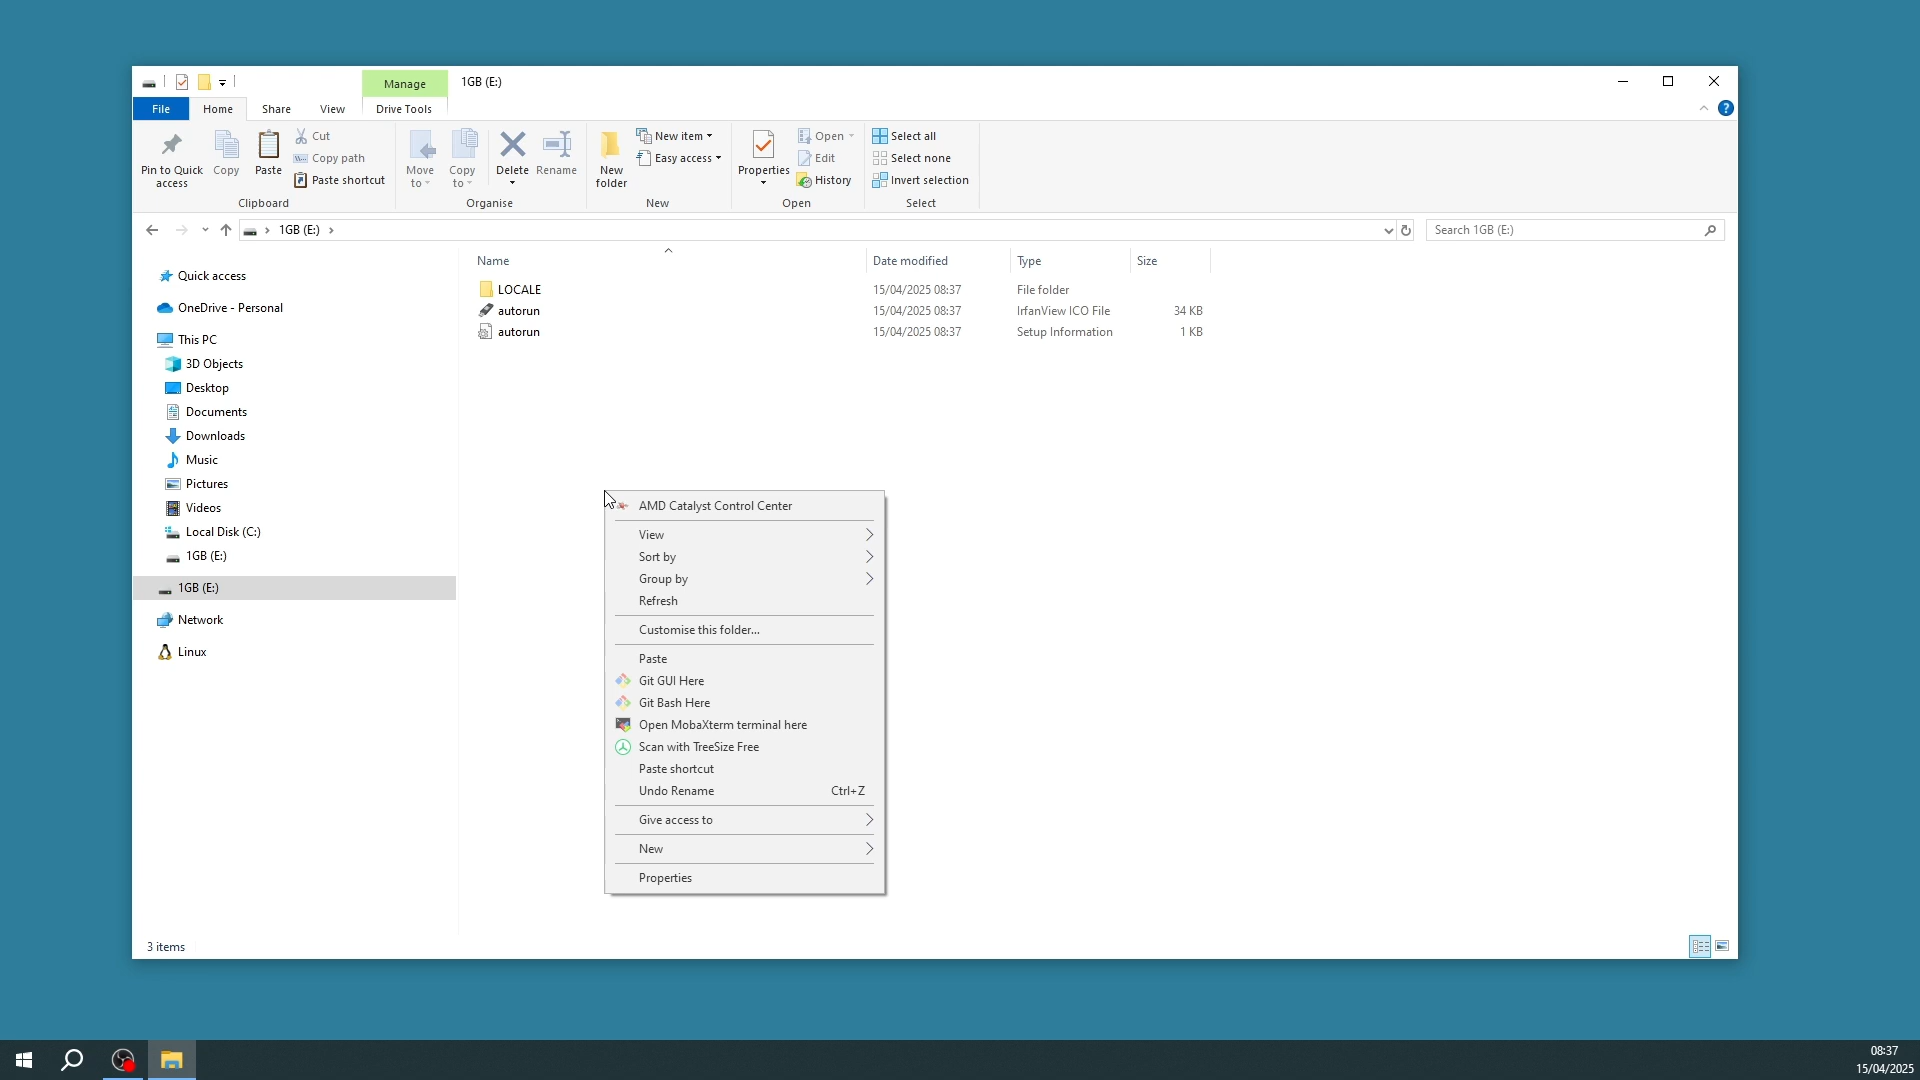 Manage
1GB (E:)
File
Home
Share
View
Drive Tools
Pin to Quick access
Copy
Paste
Cut
Copy path
Paste shortcut
Clipboard
Move to
Copy to
Delete
Rename
Organise
New folder
New item
Easy access
New
Properties
Open
Edit
History
Open
Select all
Select none
Invert selection
Select
1GB (E:)
Search 1GB (E:)
Quick access
OneDrive - Personal
This PC
3D Objects
Desktop
Documents
Downloads
Music
Pictures
Videos
Local Disk (C:)
1GB (E:)
1GB (E:)
Network
Linux
Name Date modified Type Size
LOCALE 15/04/2025 08:37 File folder
autorun 15/04/2025 08:37 IrfanView ICO File 34 KB
autorun 15/04/2025 08:37 Setup Information 1 KB
AMD Catalyst Control Center
View
Sort by
Group by
Refresh
Customise this folder...
Paste
Git GUI Here
Git Bash Here
Open MobaXterm terminal here
Scan with TreeSize Free
Paste shortcut
Undo Rename Ctrl+Z
Give access to
New
Properties
3 items
08:37
15/04/2025